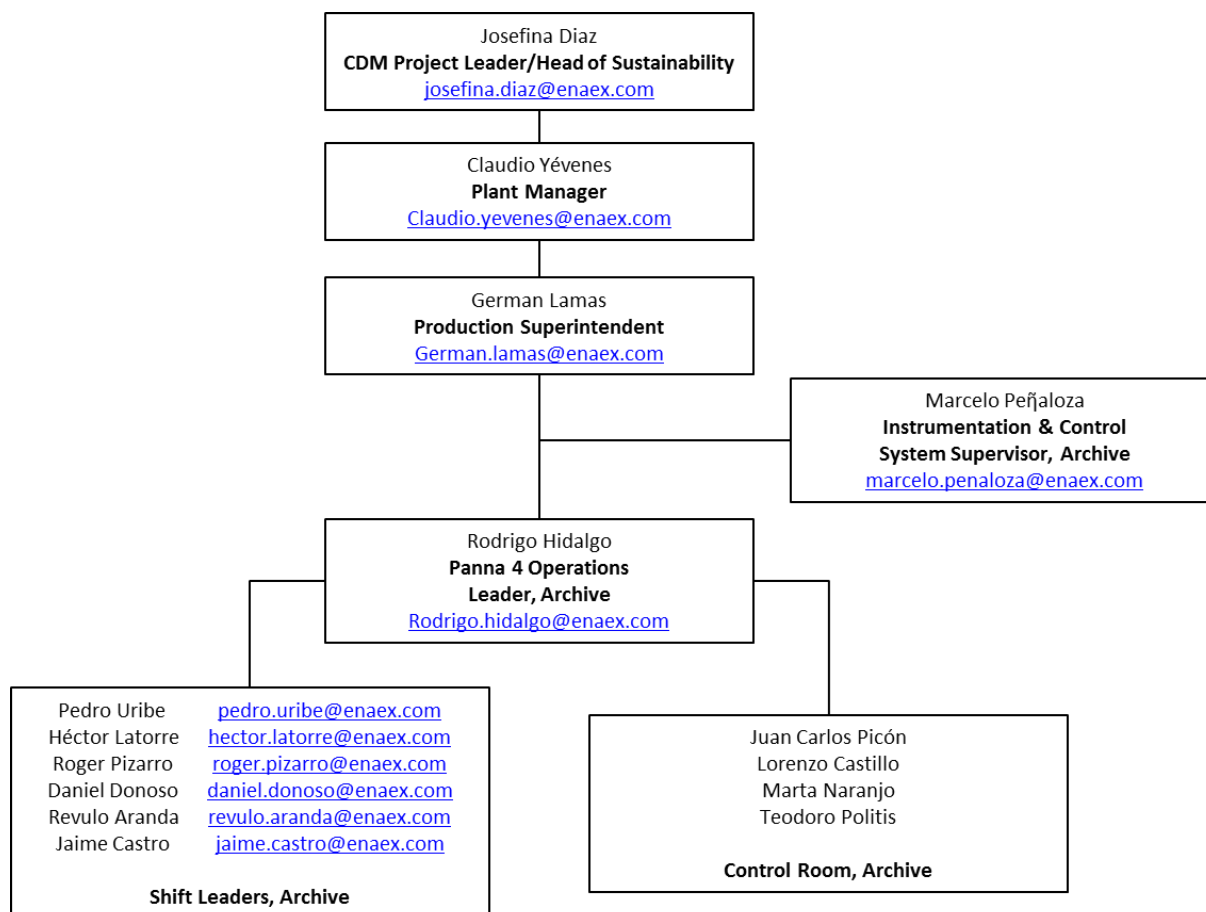 Josefina Diaz
CDM Project Leader/Head of Sustainability
josefina.diaz@enaex.com
Claudio Yévenes
Plant Manager
Claudio.yevenes@enaex.com
German Lamas
Production Superintendent
German.lamas@enaex.com
Marcelo Peῆaloza
Instrumentation & Control
System Supervisor, Archive
marcelo.penaloza@enaex.com
Rodrigo Hidalgo
Panna 4 Operations
Leader, Archive
Rodrigo.hidalgo@enaex.com
Pedro Uribe pedro.uribe@enaex.com
Héctor Latorre hector.latorre@enaex.com
Roger Pizarro roger.pizarro@enaex.com
Daniel Donoso daniel.donoso@enaex.com
Revulo Aranda revulo.aranda@enaex.com
Jaime Castro jaime.castro@enaex.com
Shift Leaders, Archive
Juan Carlos Picón
Lorenzo Castillo
Marta Naranjo
Teodoro Politis
Control Room, Archive